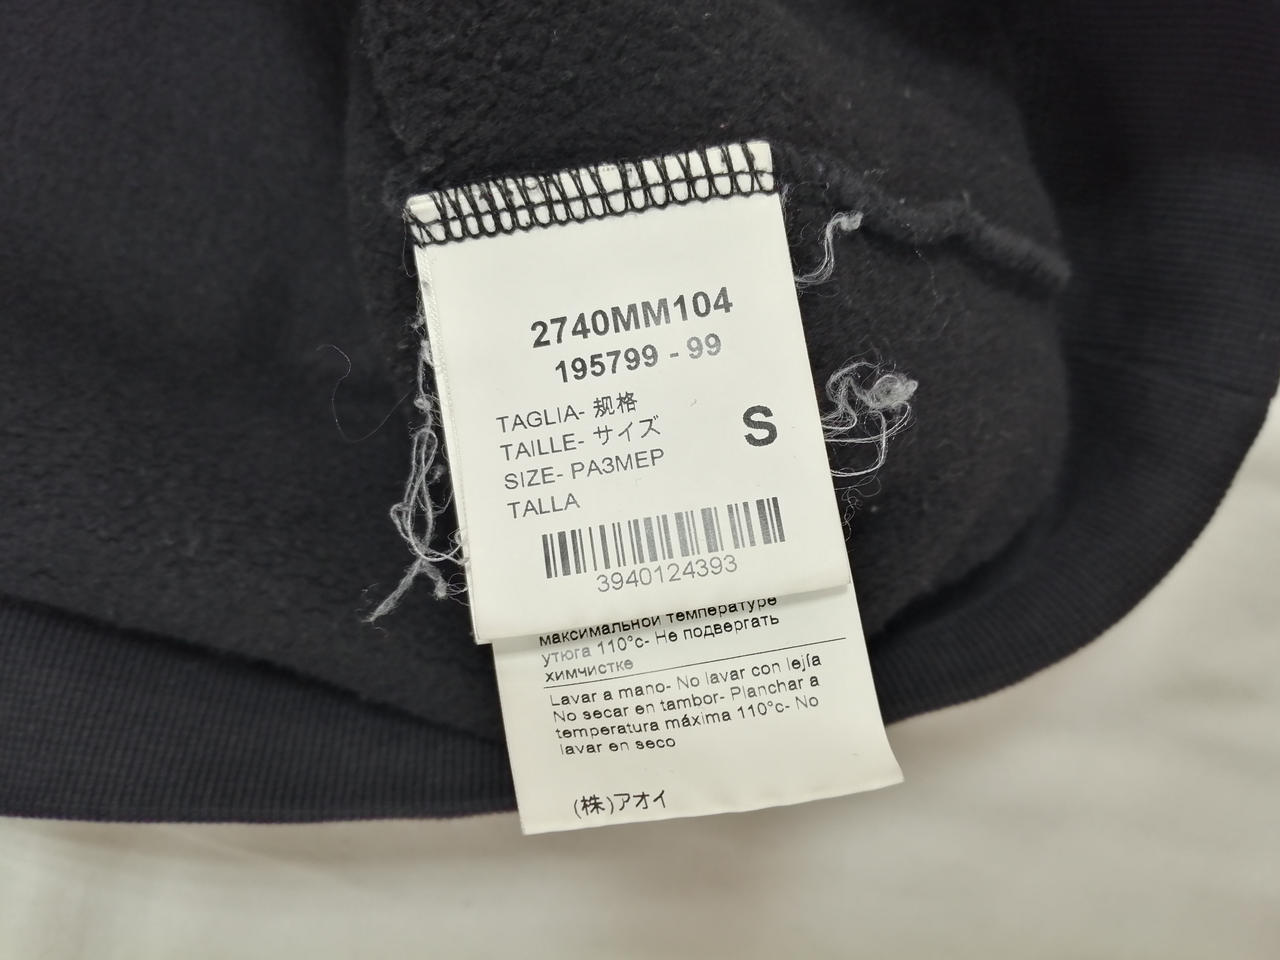 2740MM104
195799 - 99
TAGLIA- 规格
TAILLE- サイズ
SIZE- РАЗМЕР
TALLA
S
3940124393
максимальной температуре
утюга 110°c- Не подвергать
химчистке
Lavar a mano- No lavar con lejía
No secar en tambor- Planchar a
temperatura máxima 110°c- No
lavar en seco
(株)アオイ